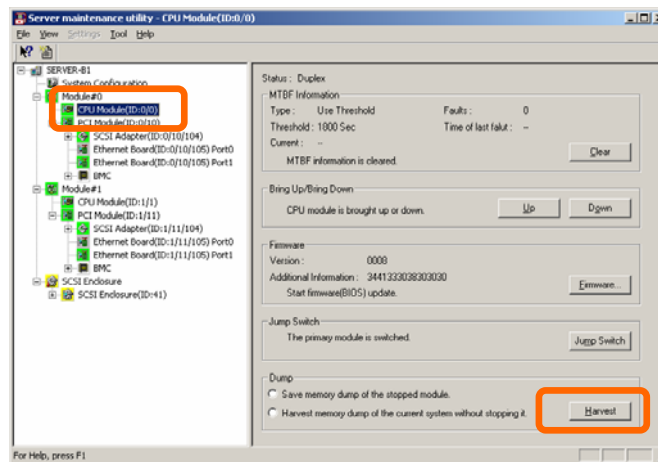 Server maintenance utility - CPU Module(ID:0/0)
File View Settings Tool Help
SERVER-B1
System Configuration
Module#0
CPU Module(ID:0/0)
PCI Module(ID:0/10)
SCSI Adapter(ID:0/10/104)
Ethernet Board(ID:0/10/105) Port0
Ethernet Board(ID:0/10/105) Port1
BMC
Module#1
CPU Module(ID:1/1)
PCI Module(ID:1/11)
SCSI Adapter(ID:1/11/104)
Ethernet Board(ID:1/11/105) Port0
Ethernet Board(ID:1/11/105) Port1
BMC
SCSI Enclosure
SCSI Enclosure(ID:41)
Status : Duplex
MTBF Information
Type : Use Threshold Faults : 0
Threshold : 1800 Sec Time of last falut : –
Current : –
MTBF information is cleared.
Clear
Bring Up/Bring Down
CPU module is brought up or down.
Up
Down
Firmware
Version : 0008
Additional Information : 3441333038303030
Start firmware(BIOS) update.
Firmware...
Jump Switch
The primary module is switched.
Jump Switch
Dump
Save memory dump of the stopped module.
Harvest memory dump of the current system without stopping it.
Harvest
For Help, press F1